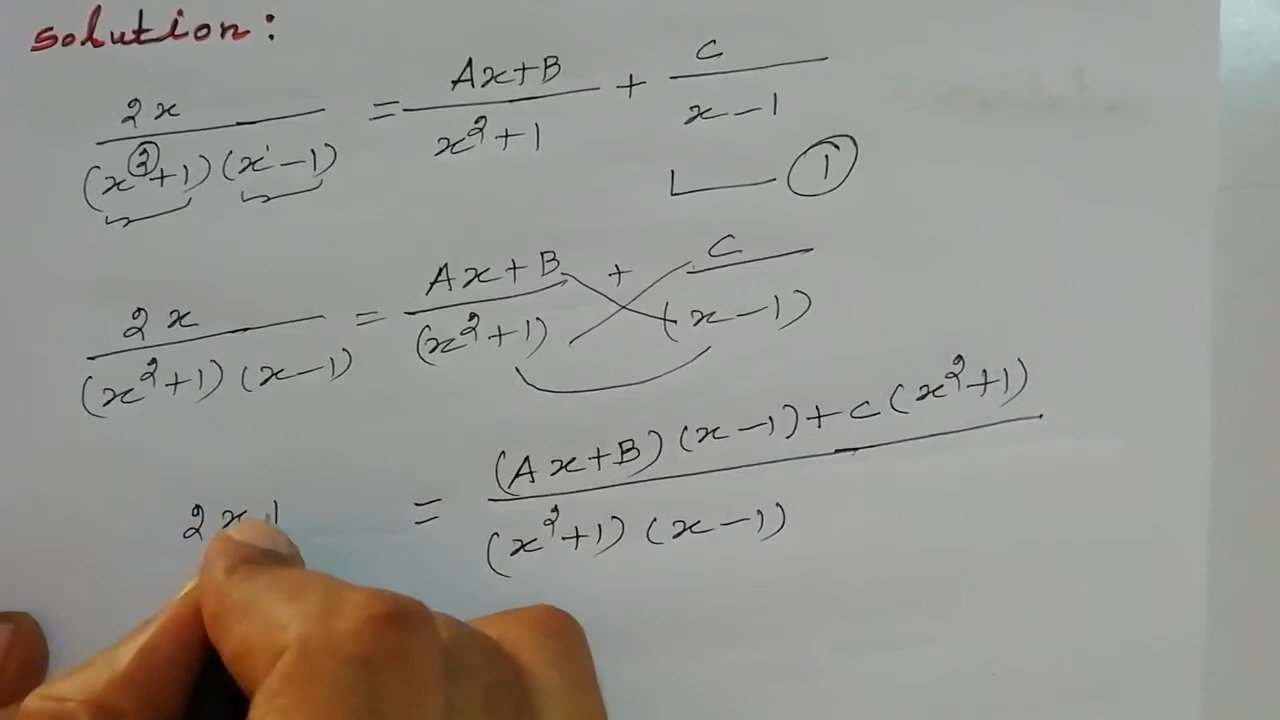 solution:
2x / (x²+1)(x-1) = Ax+B / x²+1 + C / x-1
1
2x / (x²+1)(x-1) = Ax+B / (x²+1) + C / (x-1)
2x = (Ax+B)(x-1)+C(x²+1) / (x²+1)(x-1)